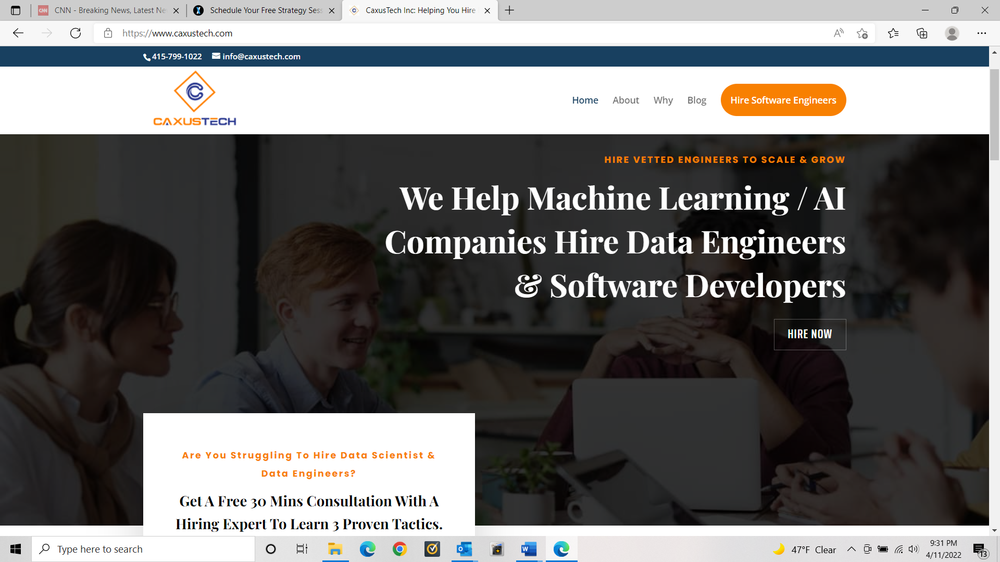 CNN - Breaking News, Latest Ne
Schedule Your Free Strategy Sess
CaxusTech Inc: Helping You Hire
https://www.caxustech.com
415-799-1022 info@caxustech.com
CAXUSTECH
Home About Why Blog Hire Software Engineers
HIRE VETTED ENGINEERS TO SCALE & GROW
We Help Machine Learning / AI
Companies Hire Data Engineers
& Software Developers
HIRE NOW
Are You Struggling To Hire Data Scientist &
Data Engineers?
Get A Free 30 Mins Consultation With A
Hiring Expert To Learn 3 Proven Tactics.
Type here to search
47°F Clear
9:31 PM
4/11/2022
13